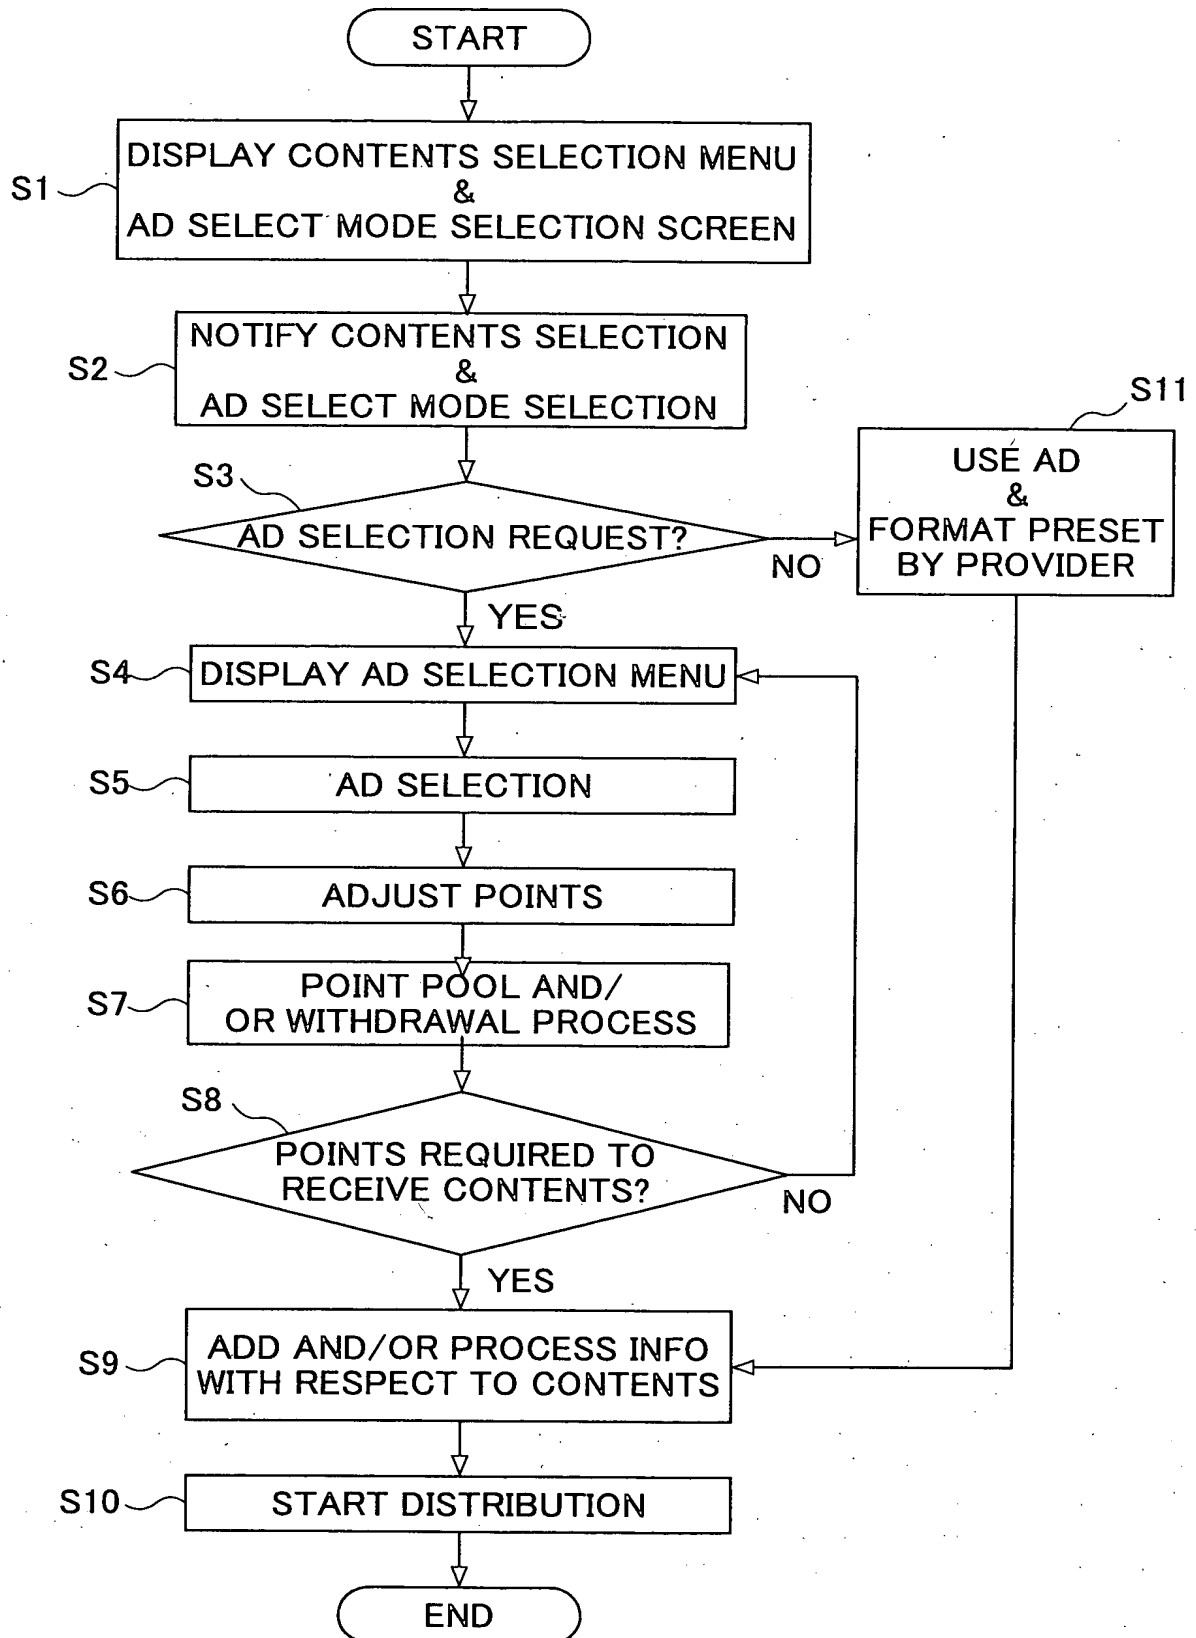 START
S1
DISPLAY CONTENTS SELECTION MENU
&
AD SELECT MODE SELECTION SCREEN
S2
NOTIFY CONTENTS SELECTION
&
AD SELECT MODE SELECTION
S3
AD SELECTION REQUEST?
NO
YES
S11
USE AD
&
FORMAT PRESET
BY PROVIDER
S4
DISPLAY AD SELECTION MENU
S5
AD SELECTION
S6
ADJUST POINTS
S7
POINT POOL AND/
OR WITHDRAWAL PROCESS
S8
POINTS REQUIRED TO
RECEIVE CONTENTS?
NO
YES
S9
ADD AND/OR PROCESS INFO
WITH RESPECT TO CONTENTS
S10
START DISTRIBUTION
END